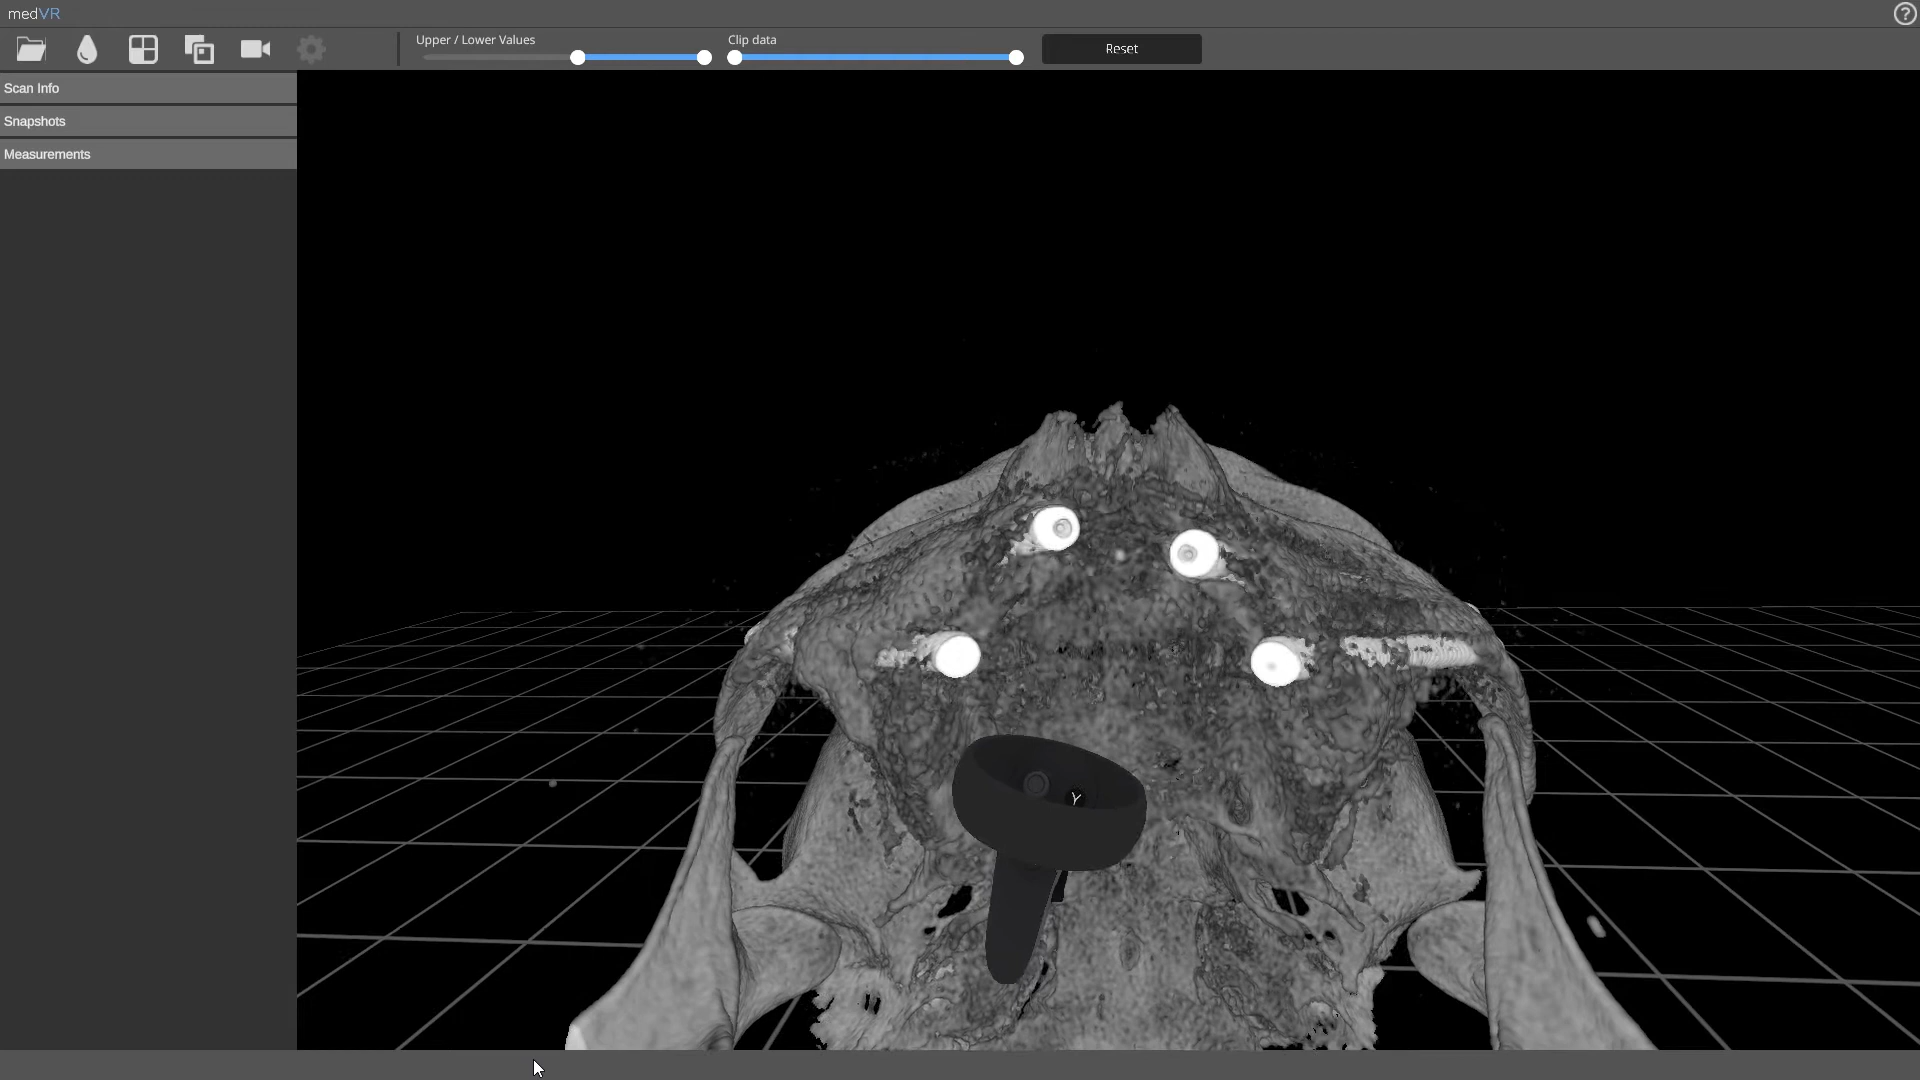 medVR
?
Upper / Lower Values
Clip data
Reset
Scan Info
Snapshots
Measurements
Y